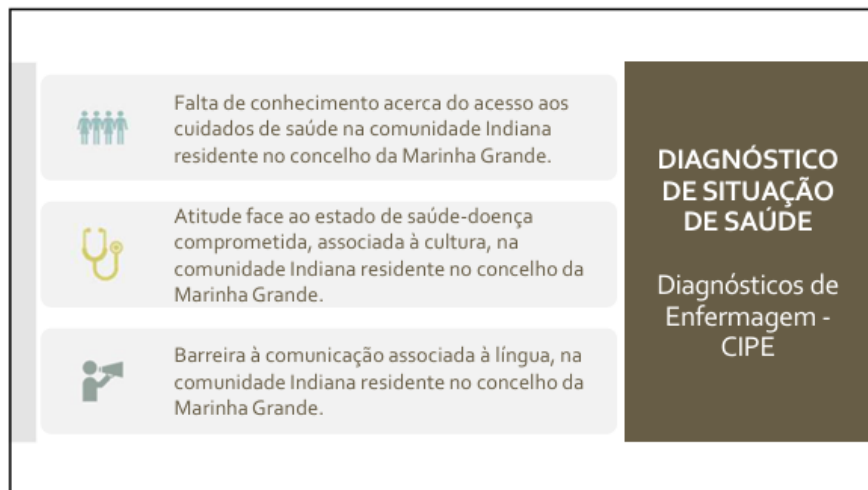 Falta de conhecimento acerca do acesso aos
cuidados de saúde na comunidade Indiana
residente no concelho da Marinha Grande.
Atitude face ao estado de saúde-doença
comprometida, associada à cultura, na
comunidade Indiana residente no concelho da
Marinha Grande.
Barreira à comunicação associada à língua, na
comunidade Indiana residente no concelho da
Marinha Grande.
DIAGNÓSTICO
DE SITUAÇÃO
DE SAÚDE
Diagnósticos de
Enfermagem -
CIPE